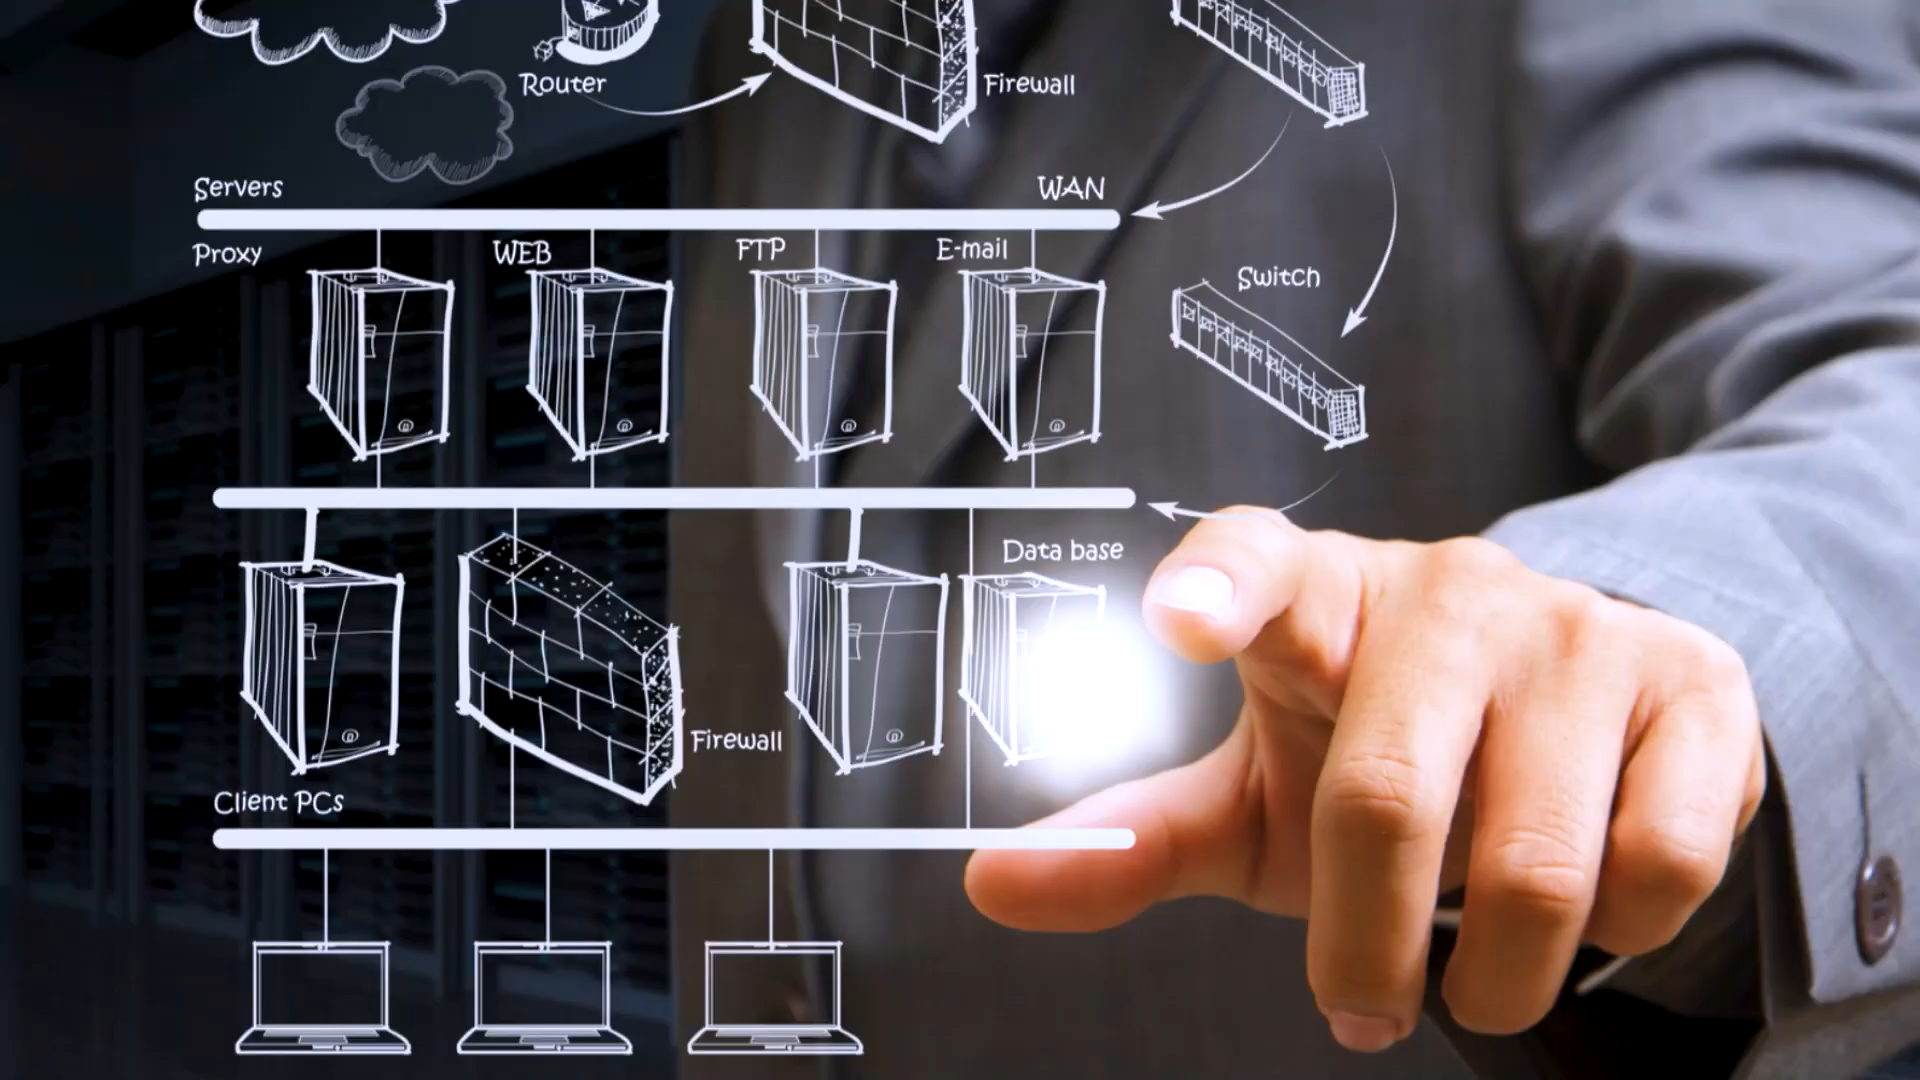 Router
Firewall
Servers
WAN
Proxy
WEB
FTP
E-mail
Switch
Data base
Firewall
Client PCs